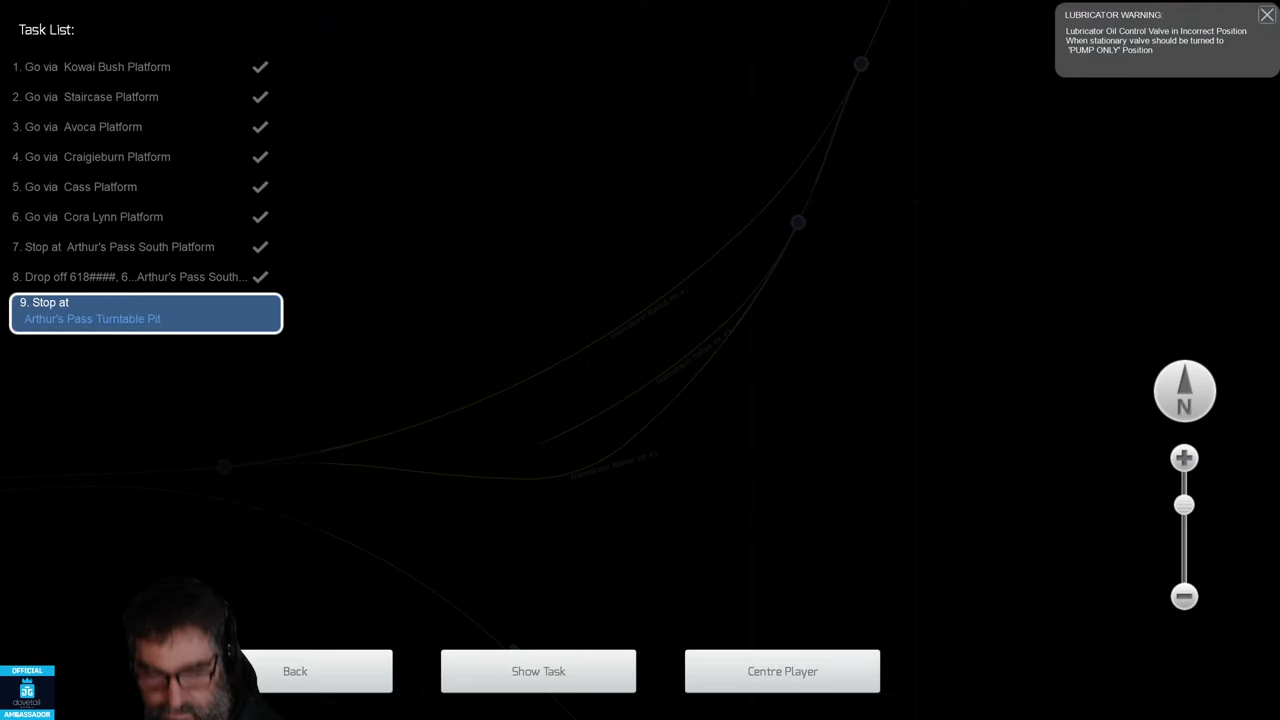 Task List:
1. Go via Kowai Bush Platform
2. Go via Staircase Platform
3. Go via Avoca Platform
4. Go via Craigieburn Platform
5. Go via Cass Platform
6. Go via Cora Lynn Platform
7. Stop at Arthur's Pass South Platform
8. Drop off 618####, 6...Arthur's Pass South...
9. Stop at
Arthur's Pass Turntable Pit
LUBRICATOR WARNING:
Lubricator Oil Control Valve in Incorrect Position
When stationary valve should be turned to
'PUMP ONLY' Position
N
Back
Show Task
Centre Player
OFFICIAL
dovetail
AMBASSADOR